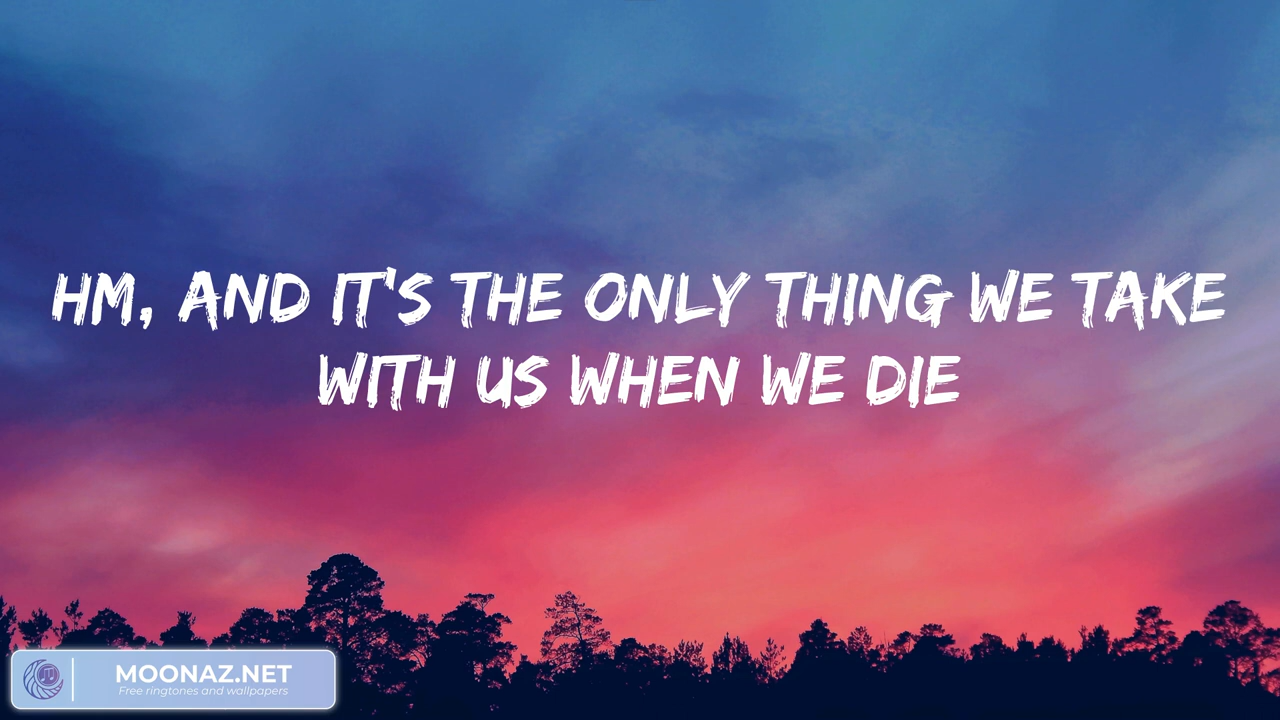 HM, AND IT'S THE ONLY THING WE TAKE
WITH US WHEN WE DIE
MOONAZ.NET
Free ringtones and wallpapers